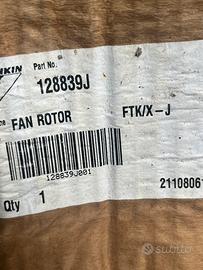 Part No.
128839J
FAN ROTOR
FTK/X-J
128839J001
Qty
1
21108061
subito